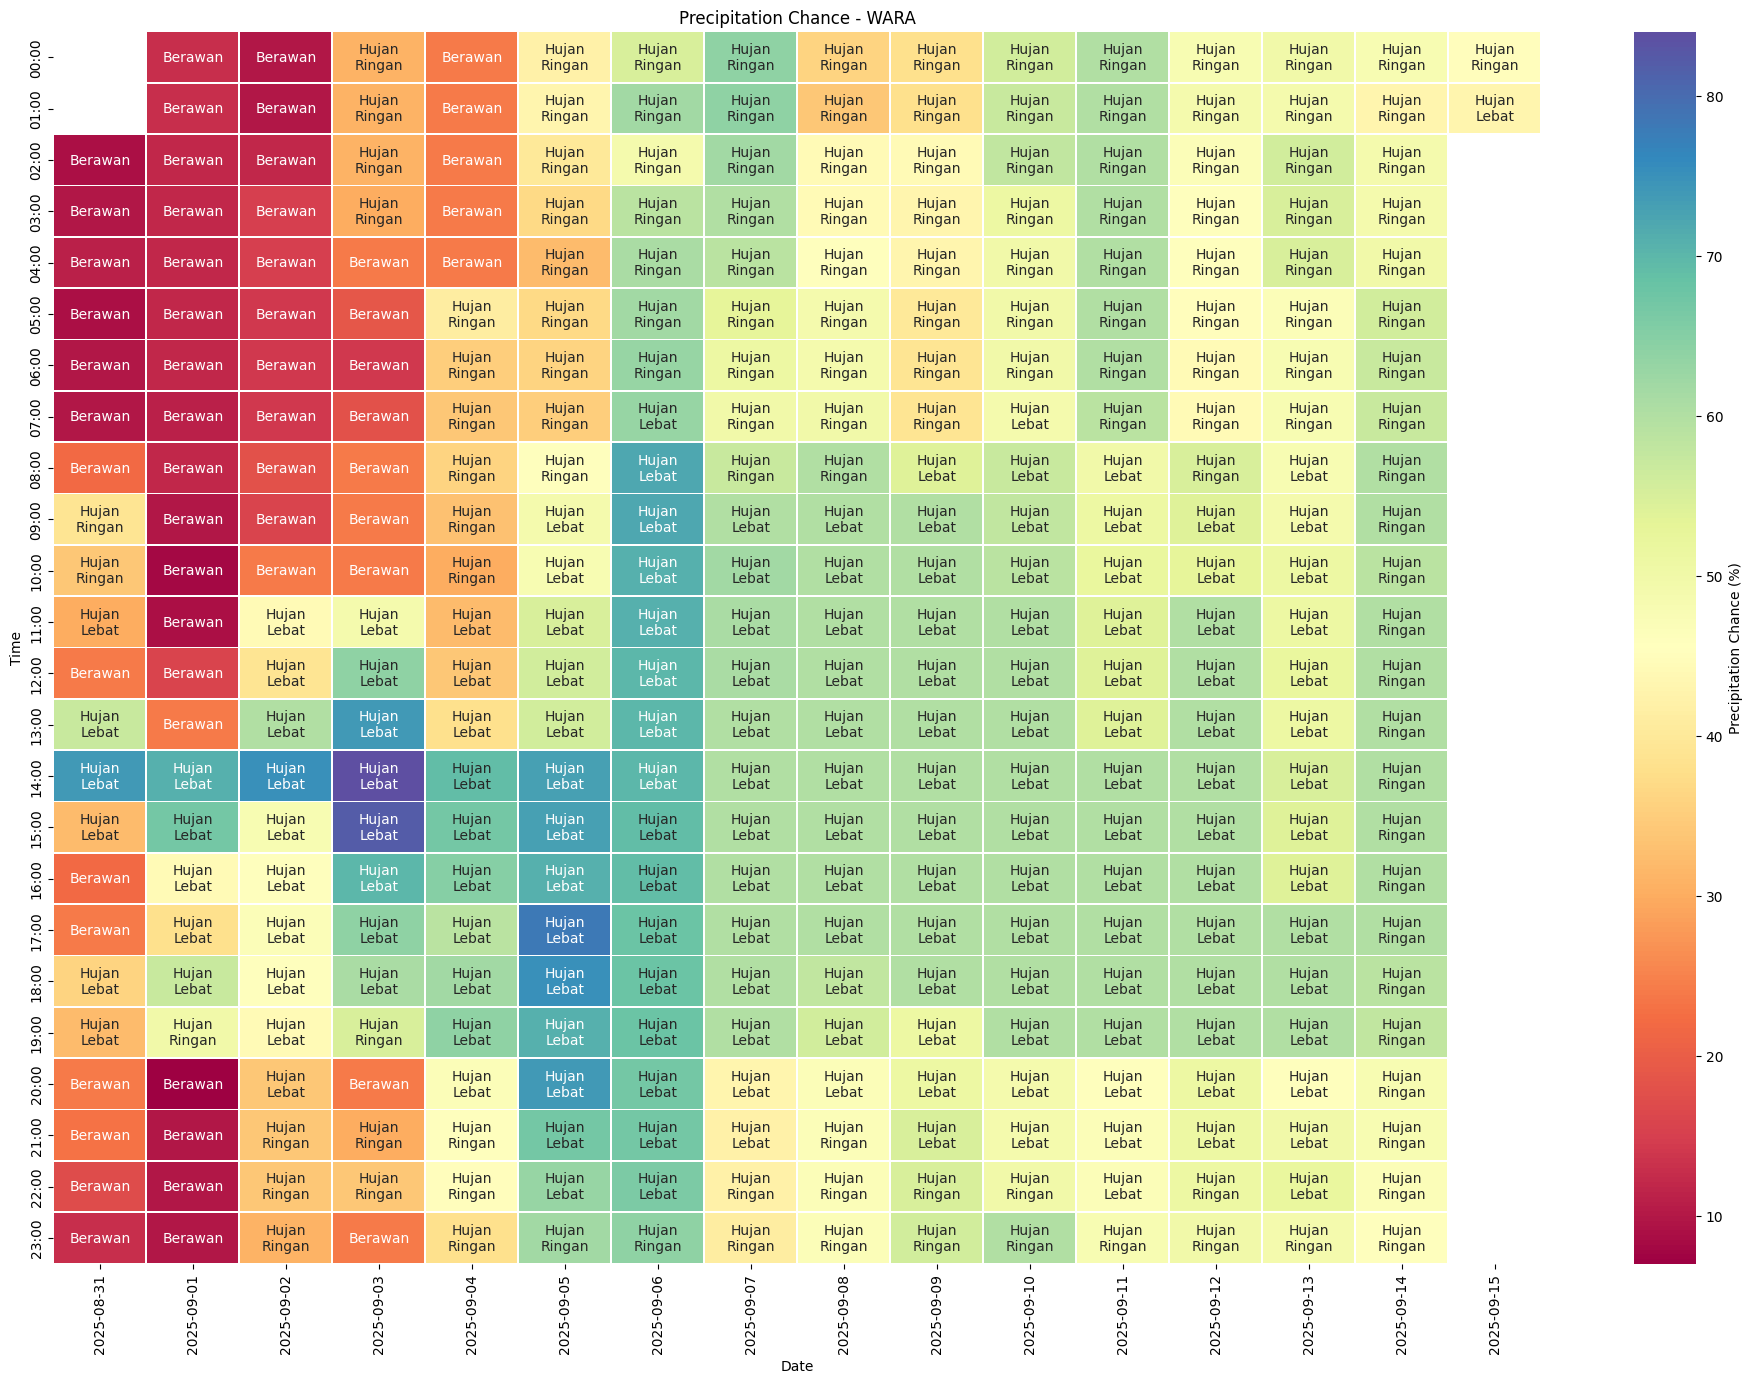 Precipitation Chance - WARA
00:00 Berawan Berawan Hujan Ringan Berawan Hujan Ringan Hujan Ringan Hujan Ringan Hujan Ringan Hujan Ringan Hujan Ringan Hujan Ringan Hujan Ringan Hujan Ringan Hujan Ringan Hujan Ringan
01:00 Berawan Berawan Hujan Ringan Berawan Hujan Ringan Hujan Ringan Hujan Ringan Hujan Ringan Hujan Ringan Hujan Ringan Hujan Ringan Hujan Ringan Hujan Ringan Hujan Ringan Hujan Lebat
02:00 Berawan Berawan Berawan Hujan Ringan Berawan Hujan Ringan Hujan Ringan Hujan Ringan Hujan Ringan Hujan Ringan Hujan Ringan Hujan Ringan Hujan Ringan Hujan Ringan Hujan Ringan
03:00 Berawan Berawan Berawan Hujan Ringan Berawan Hujan Ringan Hujan Ringan Hujan Ringan Hujan Ringan Hujan Ringan Hujan Ringan Hujan Ringan Hujan Ringan Hujan Ringan Hujan Ringan
04:00 Berawan Berawan Berawan Berawan Berawan Hujan Ringan Hujan Ringan Hujan Ringan Hujan Ringan Hujan Ringan Hujan Ringan Hujan Ringan Hujan Ringan Hujan Ringan Hujan Ringan
05:00 Berawan Berawan Berawan Berawan Hujan Ringan Hujan Ringan Hujan Ringan Hujan Ringan Hujan Ringan Hujan Ringan Hujan Ringan Hujan Ringan Hujan Ringan Hujan Ringan Hujan Ringan
06:00 Berawan Berawan Berawan Berawan Hujan Ringan Hujan Ringan Hujan Ringan Hujan Ringan Hujan Ringan Hujan Ringan Hujan Ringan Hujan Ringan Hujan Ringan Hujan Ringan Hujan Ringan
07:00 Berawan Berawan Berawan Berawan Hujan Ringan Hujan Ringan Hujan Lebat Hujan Ringan Hujan Ringan Hujan Ringan Hujan Lebat Hujan Ringan Hujan Ringan Hujan Ringan Hujan Ringan
08:00 Berawan Berawan Berawan Berawan Hujan Ringan Hujan Ringan Hujan Lebat Hujan Ringan Hujan Ringan Hujan Lebat Hujan Lebat Hujan Lebat Hujan Ringan Hujan Lebat Hujan Ringan
09:00 Hujan Ringan Berawan Berawan Berawan Hujan Ringan Hujan Lebat Hujan Lebat Hujan Lebat Hujan Lebat Hujan Lebat Hujan Lebat Hujan Lebat Hujan Lebat Hujan Lebat Hujan Ringan
10:00 Hujan Ringan Berawan Berawan Berawan Hujan Ringan Hujan Lebat Hujan Lebat Hujan Lebat Hujan Lebat Hujan Lebat Hujan Lebat Hujan Lebat Hujan Lebat Hujan Lebat Hujan Ringan
11:00 Hujan Lebat Berawan Hujan Lebat Hujan Lebat Hujan Lebat Hujan Lebat Hujan Lebat Hujan Lebat Hujan Lebat Hujan Lebat Hujan Lebat Hujan Lebat Hujan Lebat Hujan Lebat Hujan Ringan
12:00 Berawan Berawan Hujan Lebat Hujan Lebat Hujan Lebat Hujan Lebat Hujan Lebat Hujan Lebat Hujan Lebat Hujan Lebat Hujan Lebat Hujan Lebat Hujan Lebat Hujan Lebat Hujan Ringan
13:00 Hujan Lebat Berawan Hujan Lebat Hujan Lebat Hujan Lebat Hujan Lebat Hujan Lebat Hujan Lebat Hujan Lebat Hujan Lebat Hujan Lebat Hujan Lebat Hujan Lebat Hujan Lebat Hujan Ringan
14:00 Hujan Lebat Hujan Lebat Hujan Lebat Hujan Lebat Hujan Lebat Hujan Lebat Hujan Lebat Hujan Lebat Hujan Lebat Hujan Lebat Hujan Lebat Hujan Lebat Hujan Lebat Hujan Lebat Hujan Ringan
15:00 Hujan Lebat Hujan Lebat Hujan Lebat Hujan Lebat Hujan Lebat Hujan Lebat Hujan Lebat Hujan Lebat Hujan Lebat Hujan Lebat Hujan Lebat Hujan Lebat Hujan Lebat Hujan Lebat Hujan Ringan
16:00 Berawan Hujan Lebat Hujan Lebat Hujan Lebat Hujan Lebat Hujan Lebat Hujan Lebat Hujan Lebat Hujan Lebat Hujan Lebat Hujan Lebat Hujan Lebat Hujan Lebat Hujan Lebat Hujan Ringan
17:00 Berawan Hujan Lebat Hujan Lebat Hujan Lebat Hujan Lebat Hujan Lebat Hujan Lebat Hujan Lebat Hujan Lebat Hujan Lebat Hujan Lebat Hujan Lebat Hujan Lebat Hujan Lebat Hujan Ringan
18:00 Hujan Lebat Hujan Lebat Hujan Lebat Hujan Lebat Hujan Lebat Hujan Lebat Hujan Lebat Hujan Lebat Hujan Lebat Hujan Lebat Hujan Lebat Hujan Lebat Hujan Lebat Hujan Lebat Hujan Ringan
19:00 Hujan Lebat Hujan Ringan Hujan Lebat Hujan Ringan Hujan Lebat Hujan Lebat Hujan Lebat Hujan Lebat Hujan Lebat Hujan Lebat Hujan Lebat Hujan Lebat Hujan Lebat Hujan Lebat Hujan Ringan
20:00 Berawan Berawan Hujan Lebat Berawan Hujan Lebat Hujan Lebat Hujan Lebat Hujan Lebat Hujan Lebat Hujan Lebat Hujan Lebat Hujan Lebat Hujan Lebat Hujan Lebat Hujan Ringan
21:00 Berawan Berawan Hujan Ringan Hujan Ringan Hujan Ringan Hujan Lebat Hujan Lebat Hujan Lebat Hujan Ringan Hujan Lebat Hujan Lebat Hujan Lebat Hujan Lebat Hujan Lebat Hujan Ringan
22:00 Berawan Berawan Hujan Ringan Hujan Ringan Hujan Ringan Hujan Lebat Hujan Lebat Hujan Ringan Hujan Ringan Hujan Ringan Hujan Ringan Hujan Lebat Hujan Ringan Hujan Lebat Hujan Ringan
23:00 Berawan Berawan Hujan Ringan Berawan Hujan Ringan Hujan Ringan Hujan Ringan Hujan Ringan Hujan Ringan Hujan Ringan Hujan Ringan Hujan Ringan Hujan Ringan Hujan Ringan Hujan Ringan
Time
2025-08-31 2025-09-01 2025-09-02 2025-09-03 2025-09-04 2025-09-05 2025-09-06 2025-09-07 2025-09-08 2025-09-09 2025-09-10 2025-09-11 2025-09-12 2025-09-13 2025-09-14 2025-09-15
Date
80
70
60
50
40
30
20
10
Precipitation Chance (%)